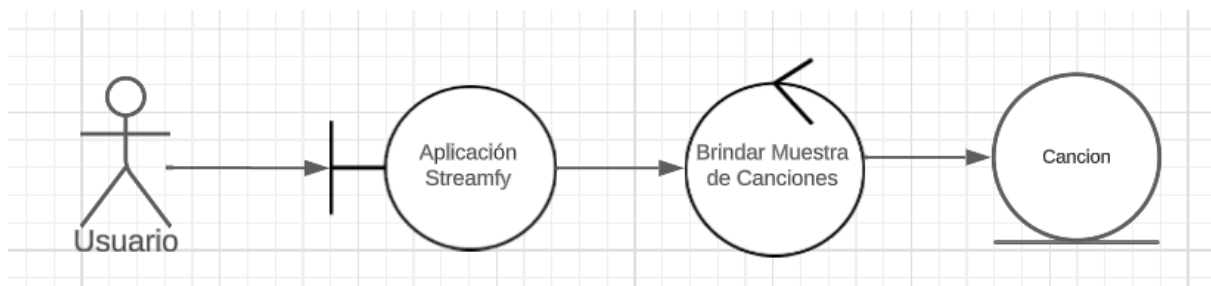 Usuario
Aplicación
Streamfy
Brindar Muestra
de Canciones
Cancion